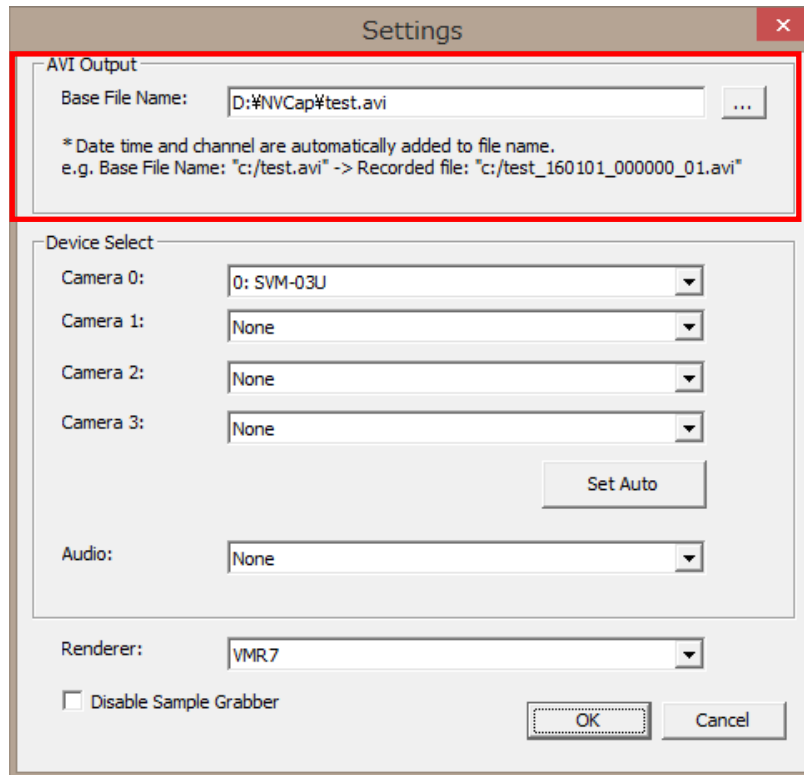 Settings
AVI Output
Base File Name: D:¥NVCap¥test.avi ...
* Date time and channel are automatically added to file name.
e.g. Base File Name: "c:/test.avi" -> Recorded file: "c:/test_160101_000000_01.avi"
Device Select
Camera 0: 0: SVM-03U
Camera 1: None
Camera 2: None
Camera 3: None
Set Auto
Audio: None
Renderer: VMR7
Disable Sample Grabber
OK Cancel